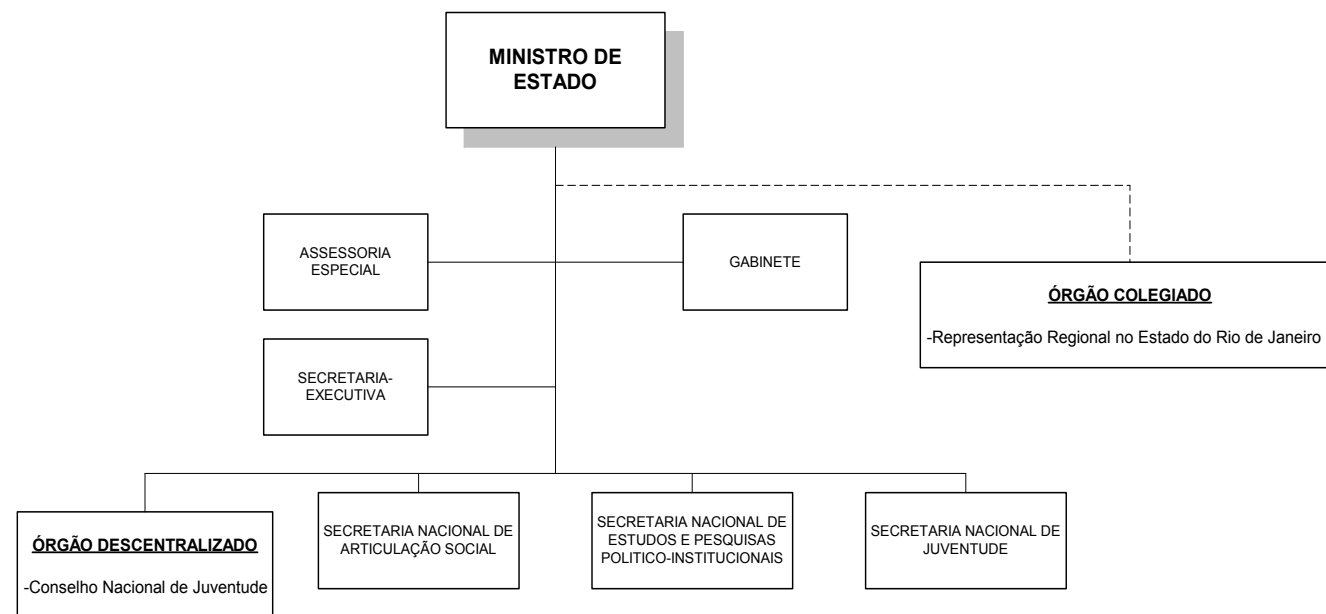 MINISTRO DE
ESTADO
ASSESSORIA
ESPECIAL
GABINETE
ÓRGÃO COLEGIADO
-Representação Regional no Estado do Rio de Janeiro
SECRETARIA-
EXECUTIVA
ÓRGÃO DESCENTRALIZADO
-Conselho Nacional de Juventude
SECRETARIA NACIONAL DE
ARTICULAÇÃO SOCIAL
SECRETARIA NACIONAL DE
ESTUDOS E PESQUISAS
POLITICO-INSTITUCIONAIS
SECRETARIA NACIONAL DE
JUVENTUDE